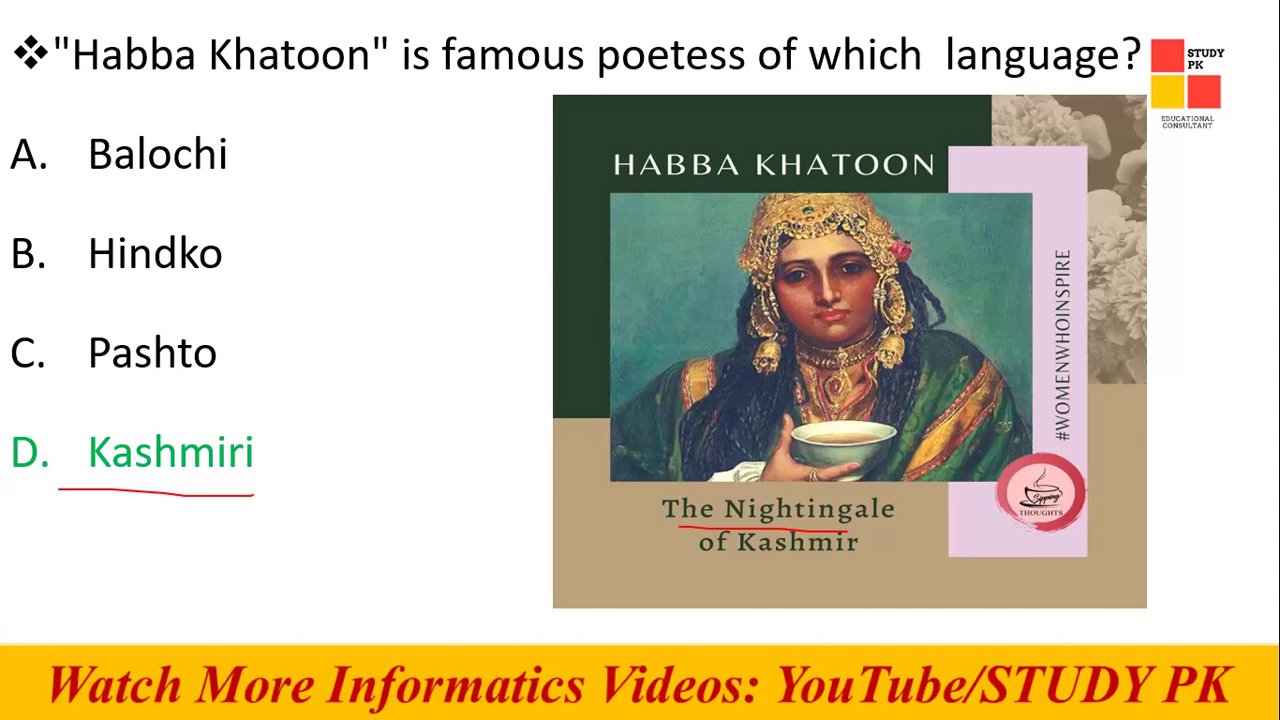 ❖"Habba Khatoon" is famous poetess of which language?
STUDY
PK
EDUCATIONAL
CONSULTANT
A. Balochi
B. Hindko
C. Pashto
D. Kashmiri
HABBA KHATOON
#WOMENWHOINSPIRE
The Nightingale
of Kashmir
Sipping
THOUGHTS
Watch More Informatics Videos: YouTube/STUDY PK